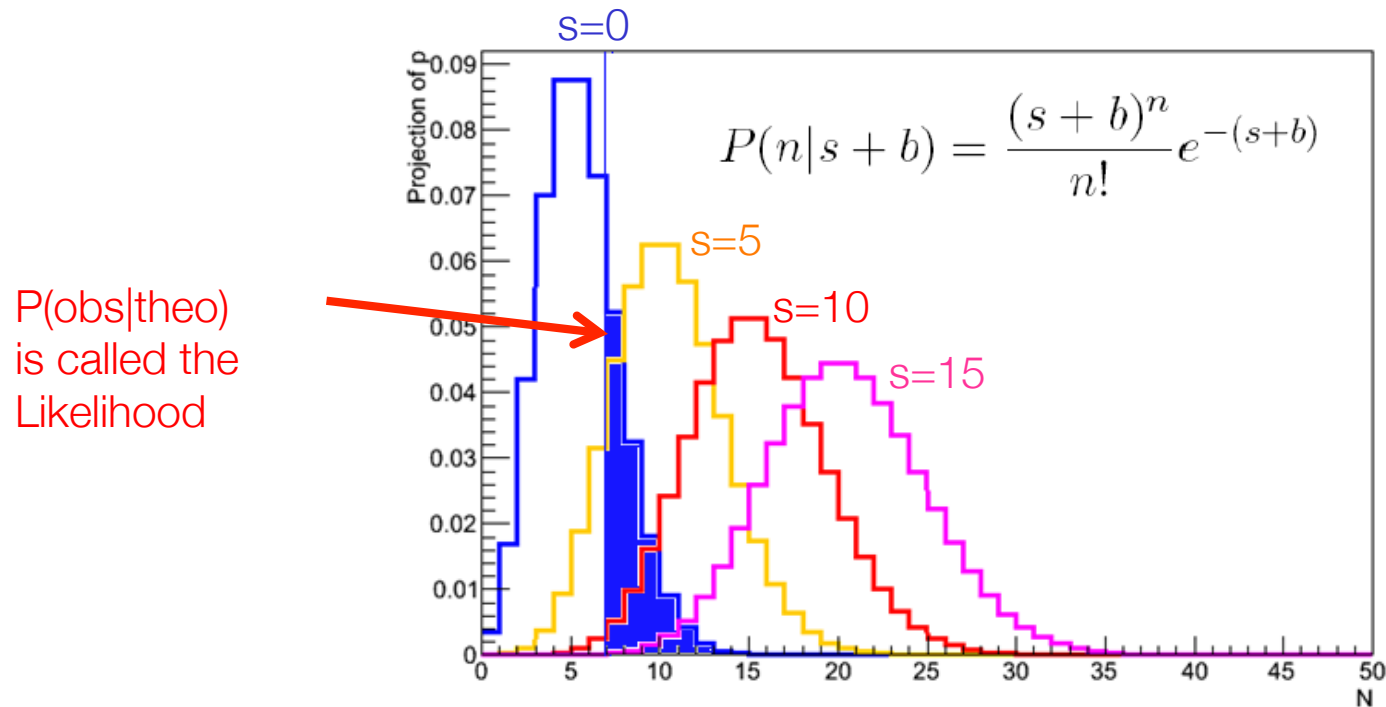 s=0
Projection of p
0.09
0.08
0.07
0.06
0.05
0.04
0.03
0.02
0.01
0
P(n|s + b) = \frac{(s + b)^n}{n!} e^{-(s+b)}
s=5
s=10
s=15
P(obs|theo)
is called the
Likelihood
0 5 10 15 20 25 30 35 40 45 50
N